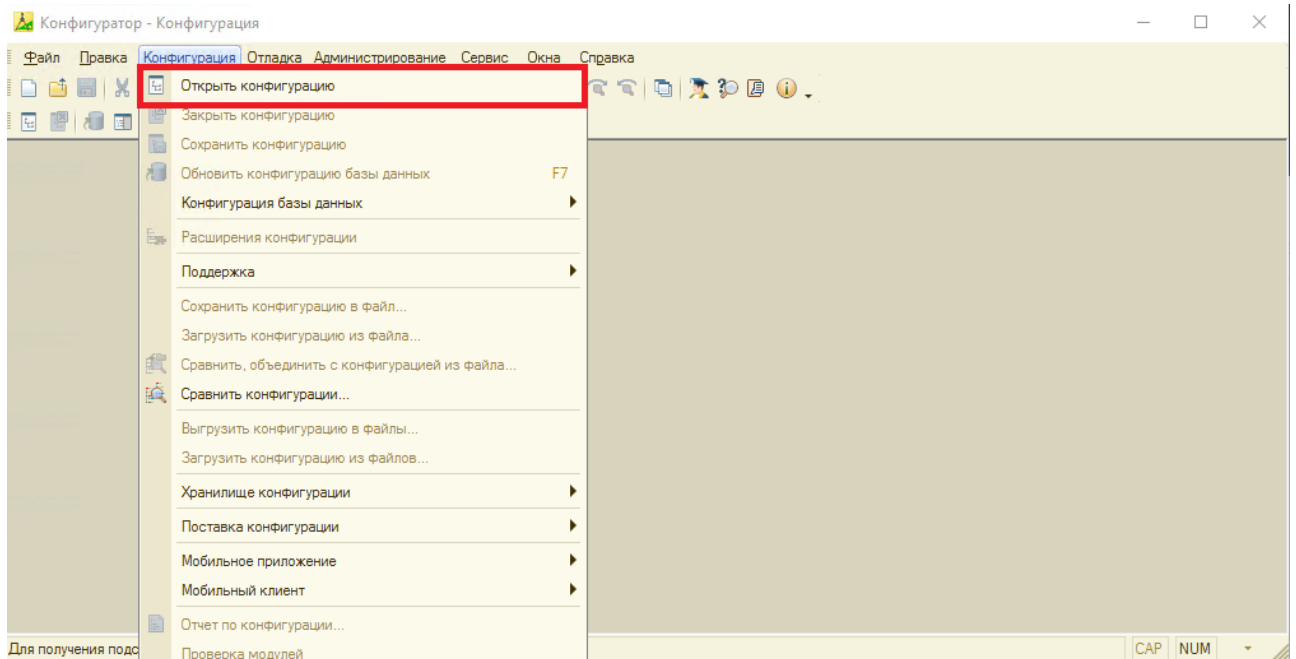 Конфигуратор - Конфигурация
Файл Правка Конфигурация Отладка Администрирование Сервис Окна Справка
Открыть конфигурацию
Закрыть конфигурацию
Сохранить конфигурацию
Обновить конфигурацию базы данных F7
Конфигурация базы данных
Расширения конфигурации
Поддержка
Сохранить конфигурацию в файл...
Загрузить конфигурацию из файла...
Сравнить, объединить с конфигурацией из файла...
Сравнить конфигурации...
Выгрузить конфигурацию в файлы...
Загрузить конфигурацию из файлов...
Хранилище конфигурации
Поставка конфигурации
Мобильное приложение
Мобильный клиент
Отчет по конфигурации...
Проверка модулей
Для получения подс CAP NUM